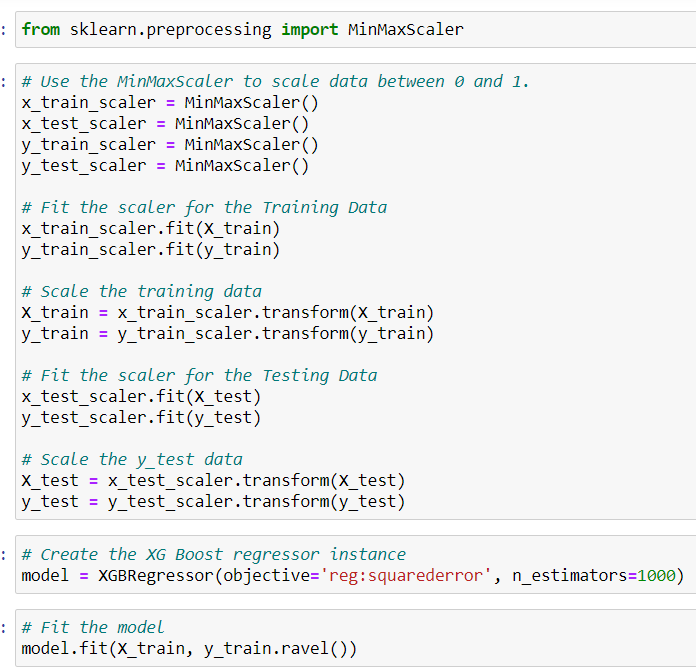 : from sklearn.preprocessing import MinMaxScaler
: # Use the MinMaxScaler to scale data between 0 and 1.
x_train_scaler = MinMaxScaler()
x_test_scaler = MinMaxScaler()
y_train_scaler = MinMaxScaler()
y_test_scaler = MinMaxScaler()
# Fit the scaler for the Training Data
x_train_scaler.fit(X_train)
y_train_scaler.fit(y_train)
# Scale the training data
X_train = x_train_scaler.transform(X_train)
y_train = y_train_scaler.transform(y_train)
# Fit the scaler for the Testing Data
x_test_scaler.fit(X_test)
y_test_scaler.fit(y_test)
# Scale the y_test data
X_test = x_test_scaler.transform(X_test)
y_test = y_test_scaler.transform(y_test)
: # Create the XG Boost regressor instance
model = XGBRegressor(objective='reg:squarederror', n_estimators=1000)
: # Fit the model
model.fit(X_train, y_train.ravel())